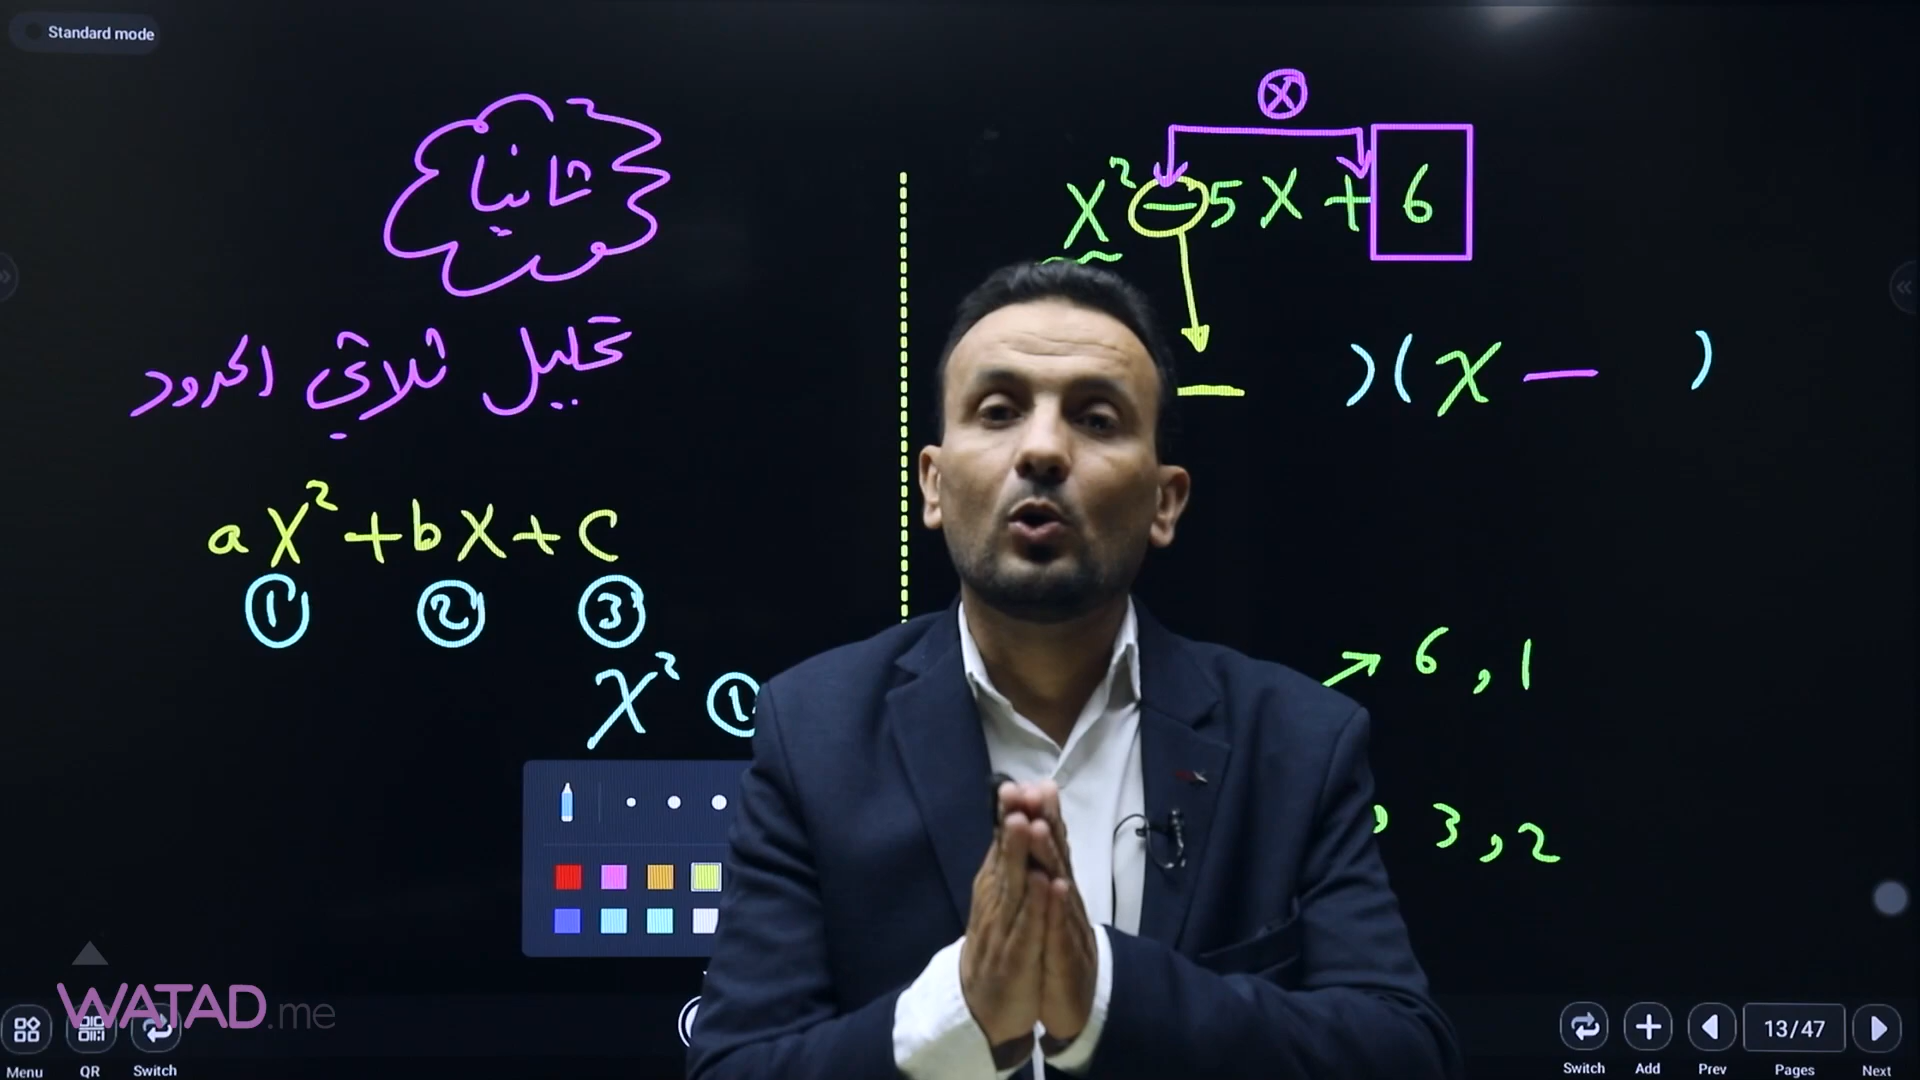 Standard mode
ثانيا
تحليل ثلاثي الحدود
ax²+bx+c
① ② ③
x² ①
ⓧ
x²-5x+6
- )(x- )
→ 6,1
, 3,2
WATAD.me
Menu QR Switch
Switch Add Prev 13/47 Pages Next